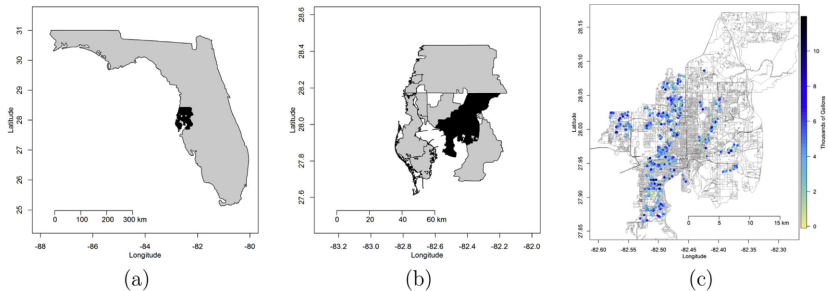 31
30
29
28
27
26
25
Latitude
0 100 200 300 km
-88 -86 -84 -82 -80
Longitude
(a)
28.6
28.4
28.2
28.0
27.8
27.6
Latitude
0 20 40 60 km
-83.2 -83.0 -82.8 -82.6 -82.4 -82.2 -82.0
Longitude
(b)
28.15
28.10
28.05
28.00
27.95
27.90
27.85
Latitude
0 5 10 15 km
-82.60 -82.55 -82.50 -82.45 -82.40 -82.35 -82.30
Longitude
10
8
6
4
2
0
Thousands of Gallons
(c)